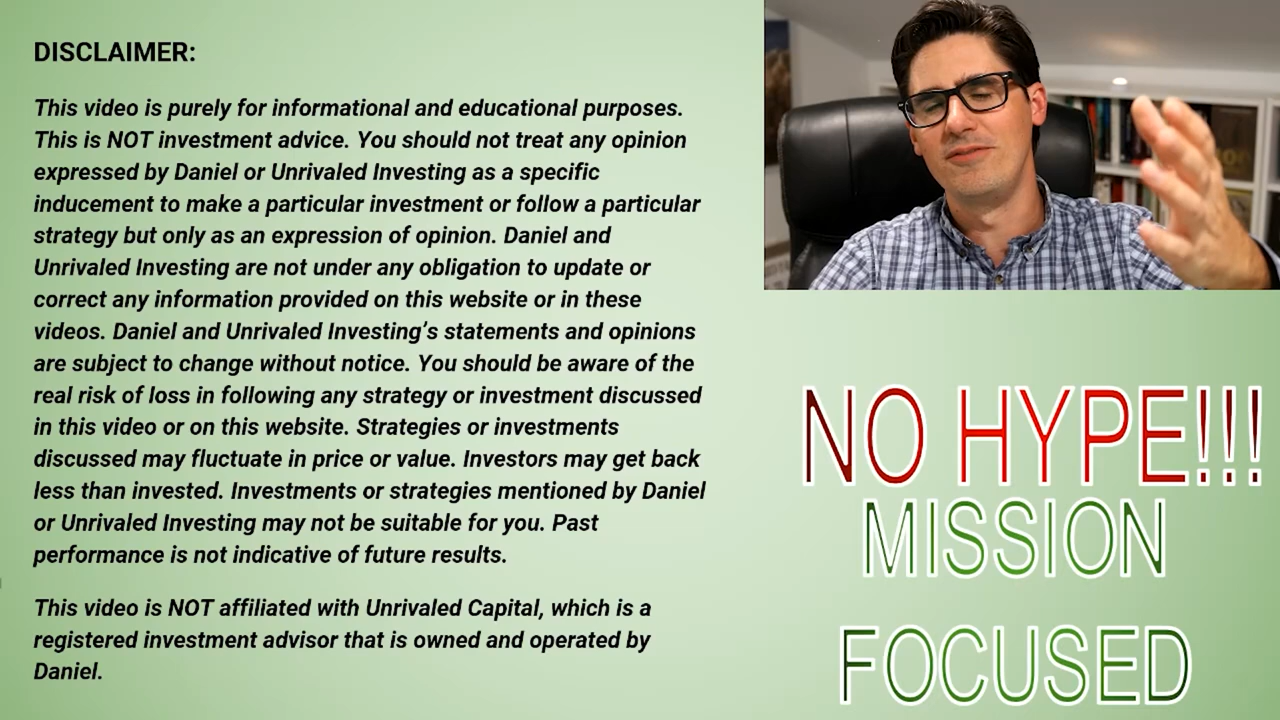 DISCLAIMER:
This video is purely for informational and educational purposes.
This is NOT investment advice. You should not treat any opinion
expressed by Daniel or Unrivaled Investing as a specific
inducement to make a particular investment or follow a particular
strategy but only as an expression of opinion. Daniel and
Unrivaled Investing are not under any obligation to update or
correct any information provided on this website or in these
videos. Daniel and Unrivaled Investing’s statements and opinions
are subject to change without notice. You should be aware of the
real risk of loss in following any strategy or investment discussed
in this video or on this website. Strategies or investments
discussed may fluctuate in price or value. Investors may get back
less than invested. Investments or strategies mentioned by Daniel
or Unrivaled Investing may not be suitable for you. Past
performance is not indicative of future results.
This video is NOT affiliated with Unrivaled Capital, which is a
registered investment advisor that is owned and operated by
Daniel.
NO HYPE!!!
MISSION
FOCUSED